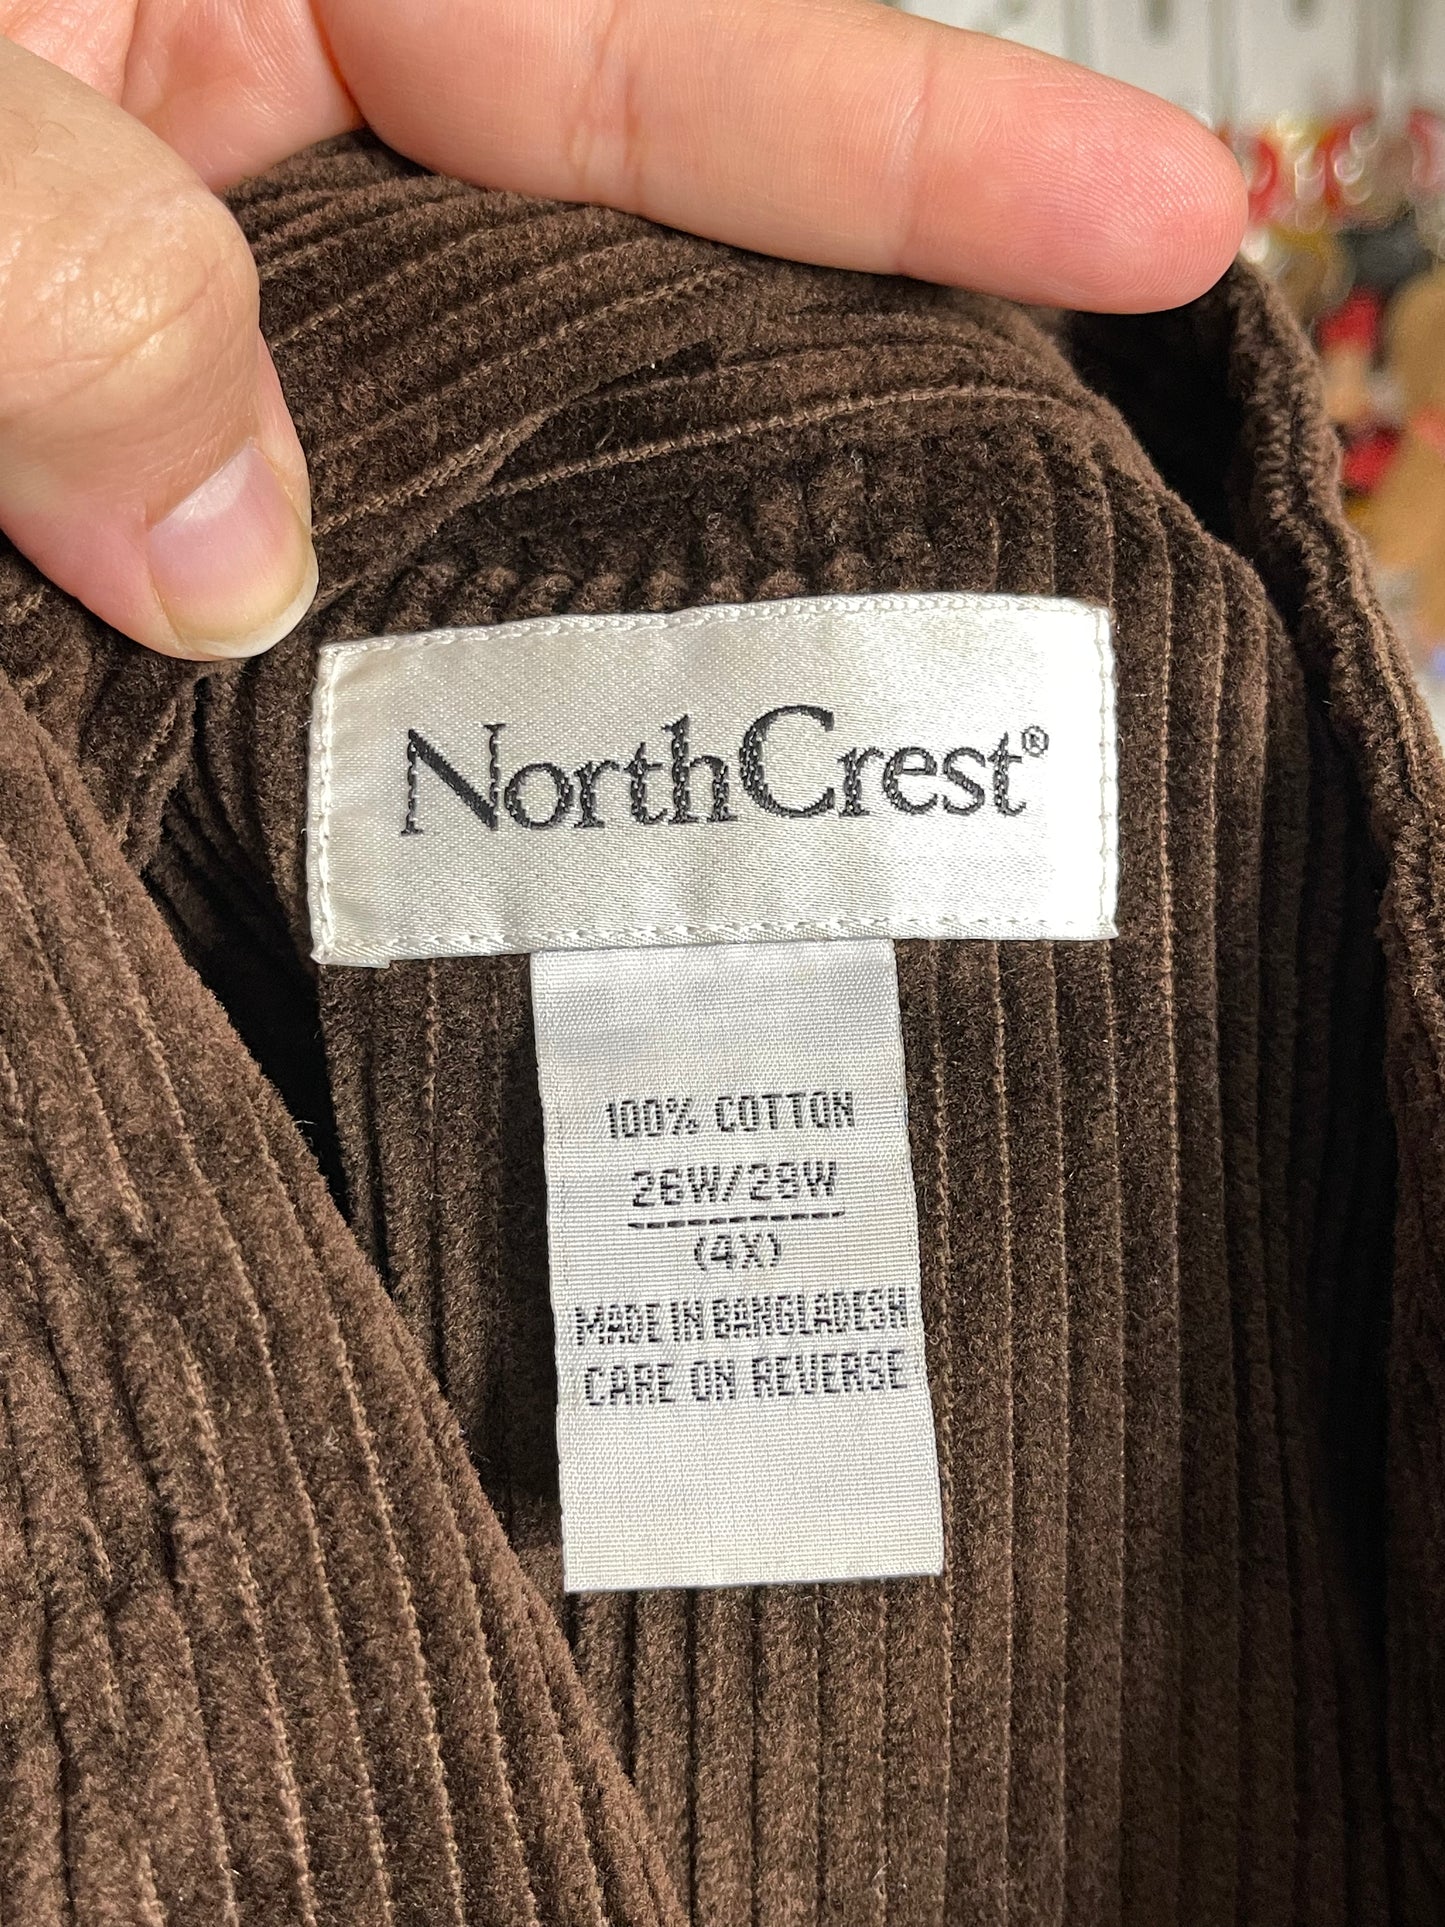 NorthCrest®
100% COTTON
26W/28W
(4X)
MADE IN BANGLADESH
CARE ON REVERSE